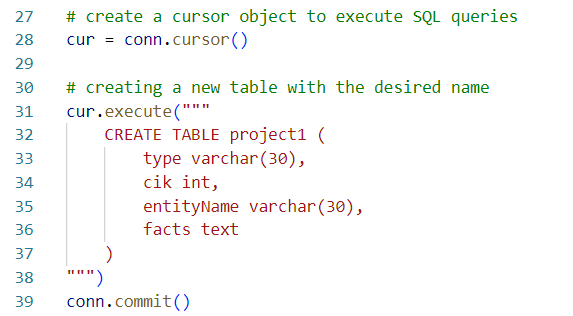 27 # create a cursor object to execute SQL queries
28 cur = conn.cursor()
29
30 # creating a new table with the desired name
31 cur.execute("""
32 CREATE TABLE project1 (
33 type varchar(30),
34 cik int,
35 entityName varchar(30),
36 facts text
37 )
38 """)
39 conn.commit()